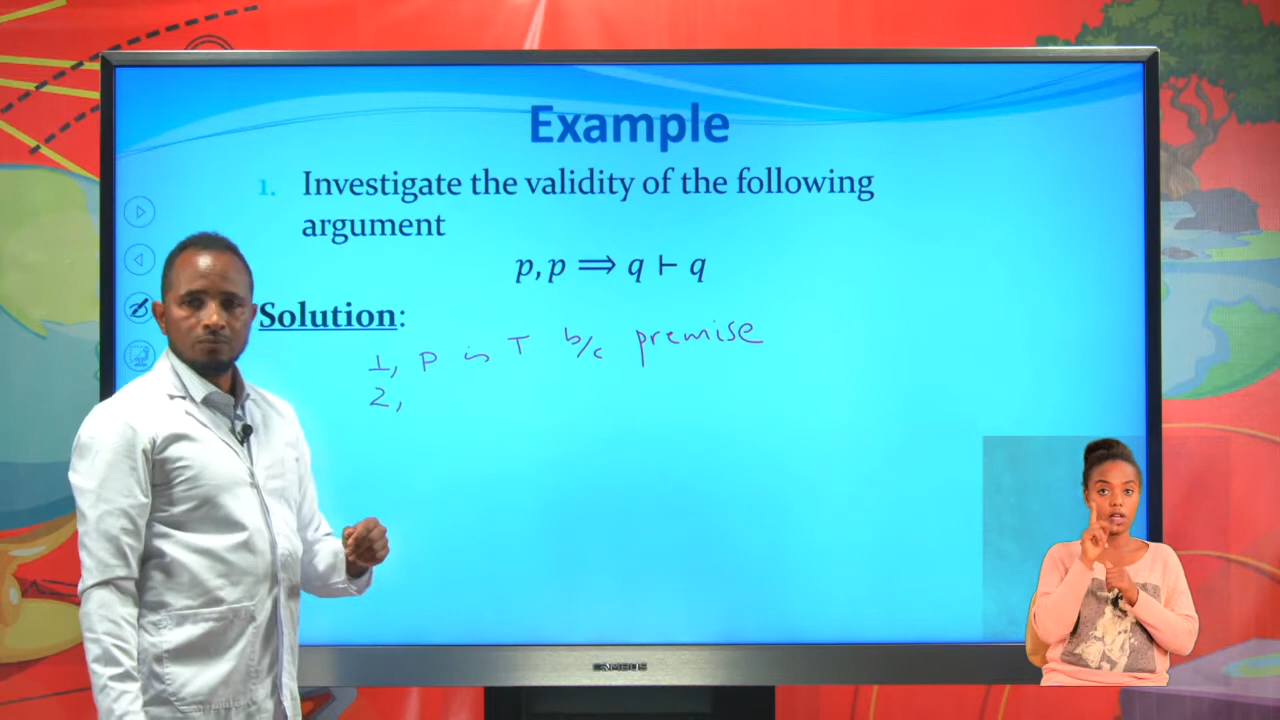 Example
1. Investigate the validity of the following
argument
p, p ⟹ q ⊢ q
Solution:
1, P is T b/c premise
2,